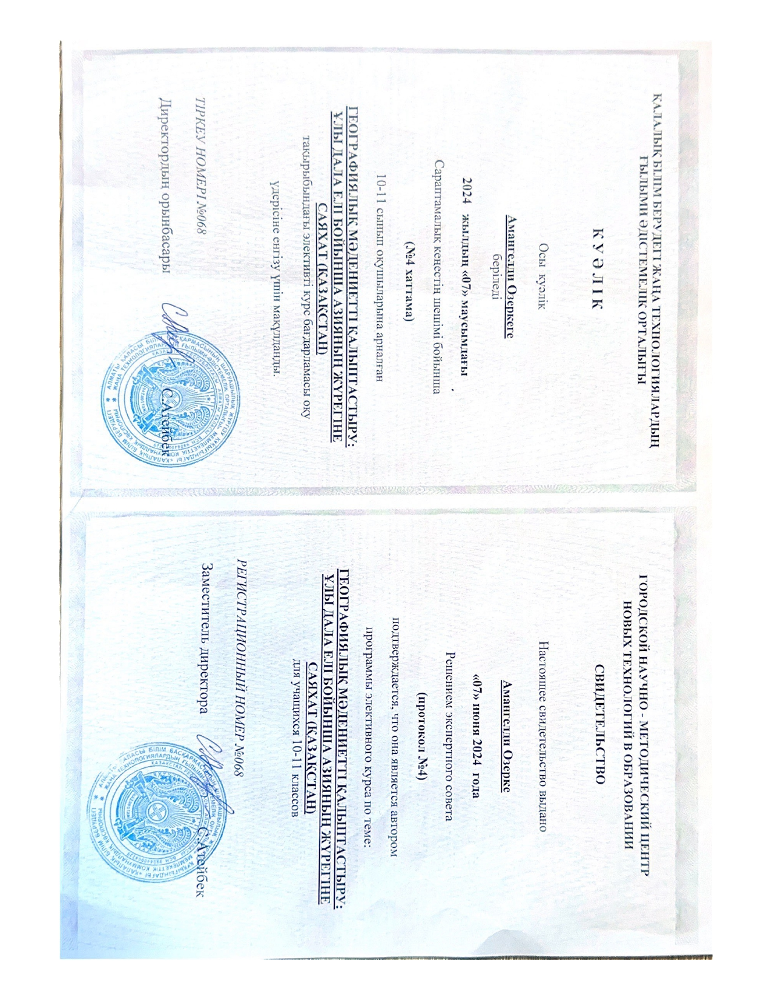 ҚАЛАЛЫҚ БІЛІМ БЕРУДЕГІ ЖАҢА ТЕХНОЛОГИЯЛАРДЫҢ
ҒЫЛЫМИ ӘДІСТЕМЕЛІК ОРТАЛЫҒЫ
К У Ә Л І К
Осы куәлік
Амангелди Озеркеге
беріледі
2024 жылдың «07» маусымдағы
Сараптамалық кеңестің шешімі бойынша
(№4 хаттама)
10-11 сынып оқушыларына арналған
ГЕОГРАФИЯЛЫҚ МӘДЕНИЕТТІ ҚАЛЫПТАСТЫРУ:
ҰЛЫ ДАЛА ЕЛІ БОЙЫНША АЗИЯНЫҢ ЖҮРЕГІНЕ
САЯХАТ (ҚАЗАҚСТАН)
тақырыбындағы элективті курс бағдарламасы оқу
үдерісіне енгізу үшін мақұлданды.
ТІРКЕУ НОМЕРІ №068
Директордың орынбасары
С.Атейбек
ГОРОДСКОЙ НАУЧНО - МЕТОДИЧЕСКИЙ ЦЕНТР
НОВЫХ ТЕХНОЛОГИЙ В ОБРАЗОВАНИИ
СВИДЕТЕЛЬСТВО
Настоящее свидетельство выдано
Амангелди Озерке
«07» июня 2024 года
Решением экспертного совета
(протокол №4)
подтверждается, что она является автором
программы элективного курса по теме:
ГЕОГРАФИЯЛЫҚ МӘДЕНИЕТТІ ҚАЛЫПТАСТЫРУ:
ҰЛЫ ДАЛА ЕЛІ БОЙЫНША АЗИЯНЫҢ ЖҮРЕГІНЕ
САЯХАТ (ҚАЗАҚСТАН)
для учащихся 10-11 классов
РЕГИСТРАЦИОННЫЙ НОМЕР №068
Заместитель директора
С.Атейбек